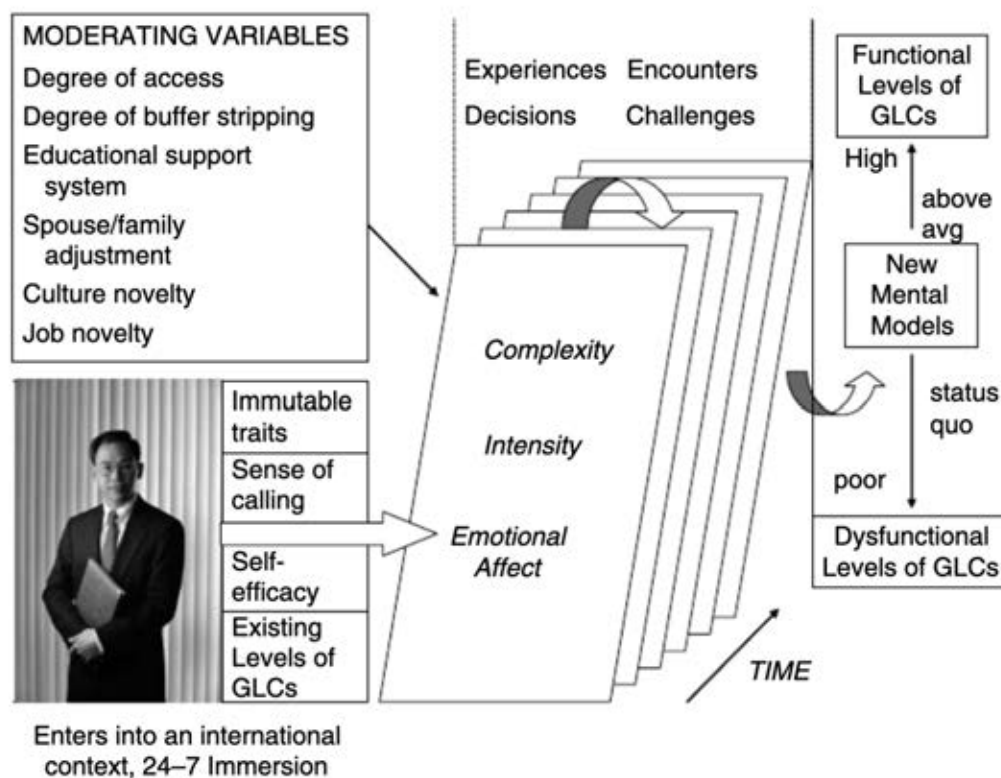 MODERATING VARIABLES
Degree of access
Degree of buffer stripping
Educational support
system
Spouse/family
adjustment
Culture novelty
Job novelty
Immutable
traits
Sense of
calling
Self-
efficacy
Existing
Levels of
GLCs
Enters into an international
context, 24–7 Immersion
Experiences Encounters
Decisions Challenges
Complexity
Intensity
Emotional
Affect
TIME
Functional
Levels of
GLCs
High
above
avg
New
Mental
Models
status
quo
poor
Dysfunctional
Levels of GLCs